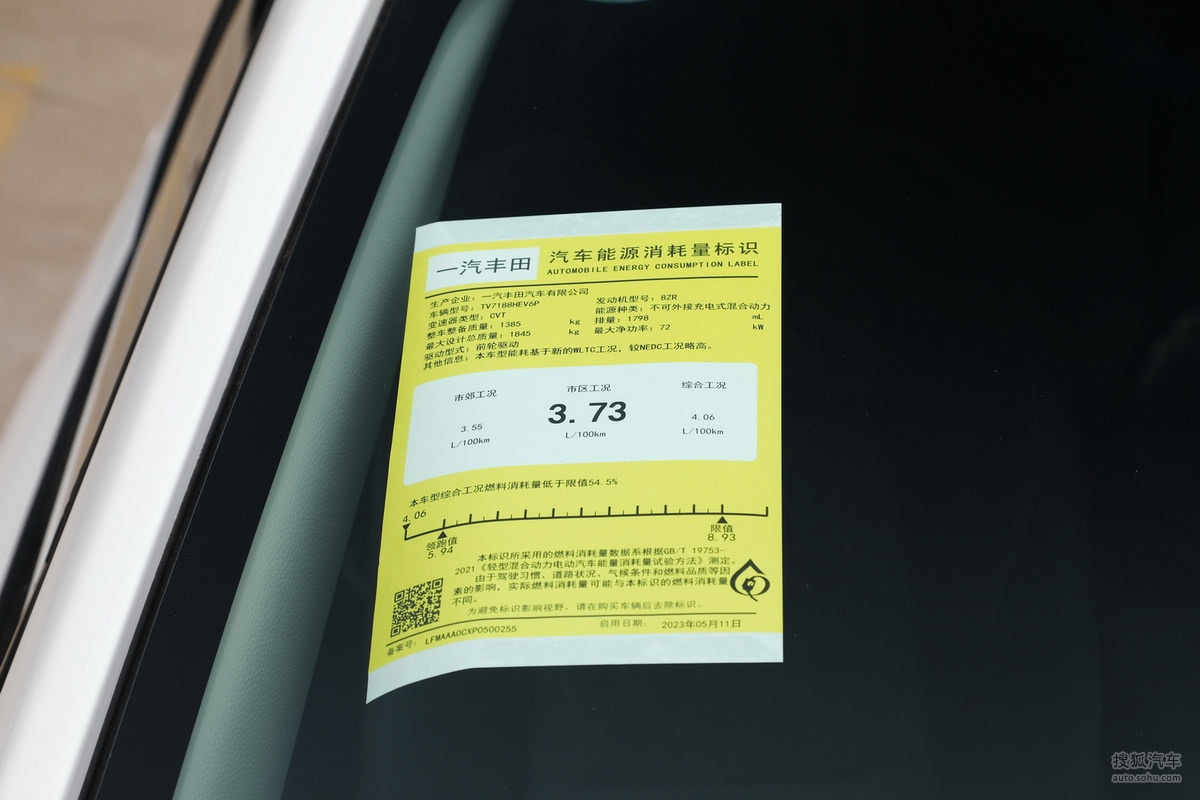 一汽丰田
汽车能源消耗量标识
AUTOMOBILE ENERGY CONSUMPTION LABEL
生产企业：一汽丰田汽车有限公司
车辆型号：TV7188HEV6P
发动机型号：8ZR
变速器类型：CVT
能源种类：不可外接充电式混合动力
整车整备质量：1385 kg
排量：1798 mL
最大设计总质量：1845 kg
最大净功率：72 kW
驱动型式：前轮驱动
其他信息：本车型能耗基于新的WLTC工况，较NEDC工况略高。
市郊工况 市区工况 综合工况
3.55 3.73 4.06
L/100km L/100km L/100km
本车型综合工况燃料消耗量低于限值54.5%
4.06
领跑值 限值
5.94 8.93
本标识所采用的燃料消耗量数据系根据GB/T 19753-
2021《轻型混合动力电动汽车能量消耗量试验方法》测定。
由于驾驶习惯、道路状况、气候条件和燃料品质等因
素的影响，实际燃料消耗量可能与本标识的燃料消耗量
不同。
为避免标识影响视野，请在购买车辆后去除标识。
备案号：LFMAAA0CXP0500255
启用日期：2023年05月11日
搜狐汽车
auto.sohu.com